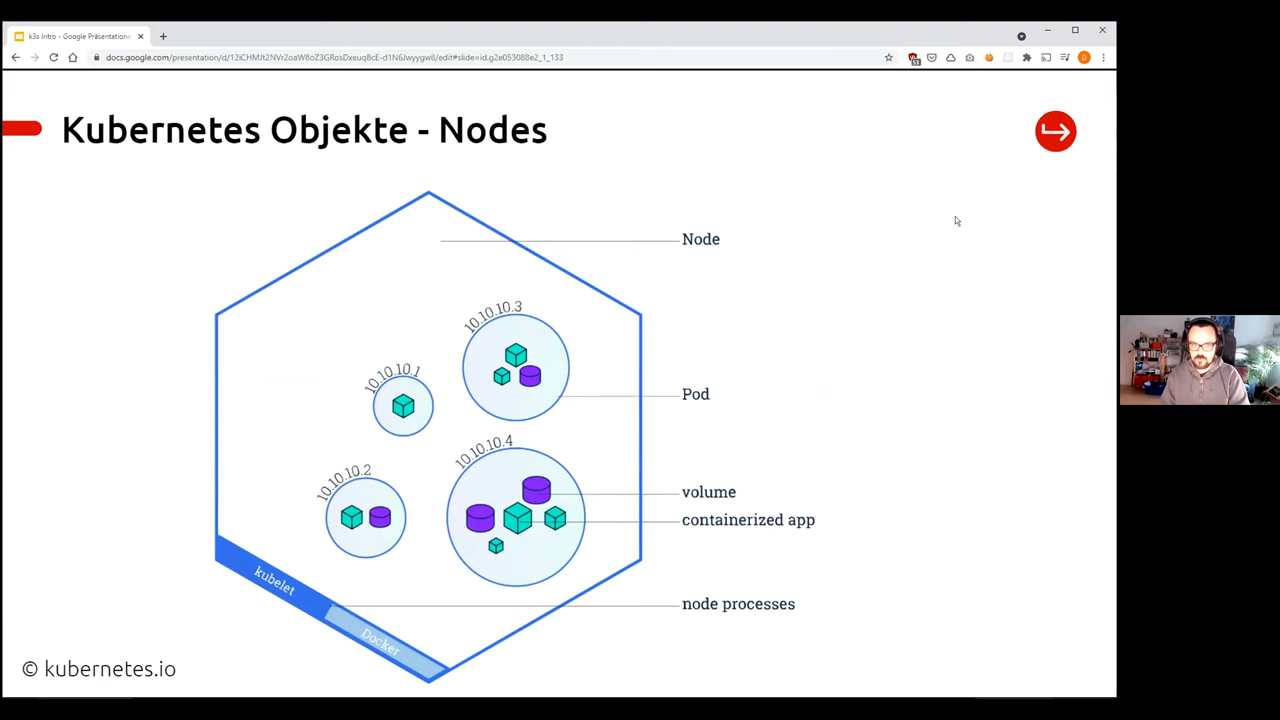 k3s Intro - Google Präsentations
docs.google.com/presentation/d/12iCHMJt2NVr2oaW8oZ3GRosDxeuqBcE-d1N6Jwyygw8/edit#slide=id.g2e053088e2_1_133
53
D
Kubernetes Objekte - Nodes
Node
10.10.10.3
10.10.10.1
Pod
10.10.10.4
10.10.10.2
volume
containerized app
kubelet
node processes
Docker
© kubernetes.io